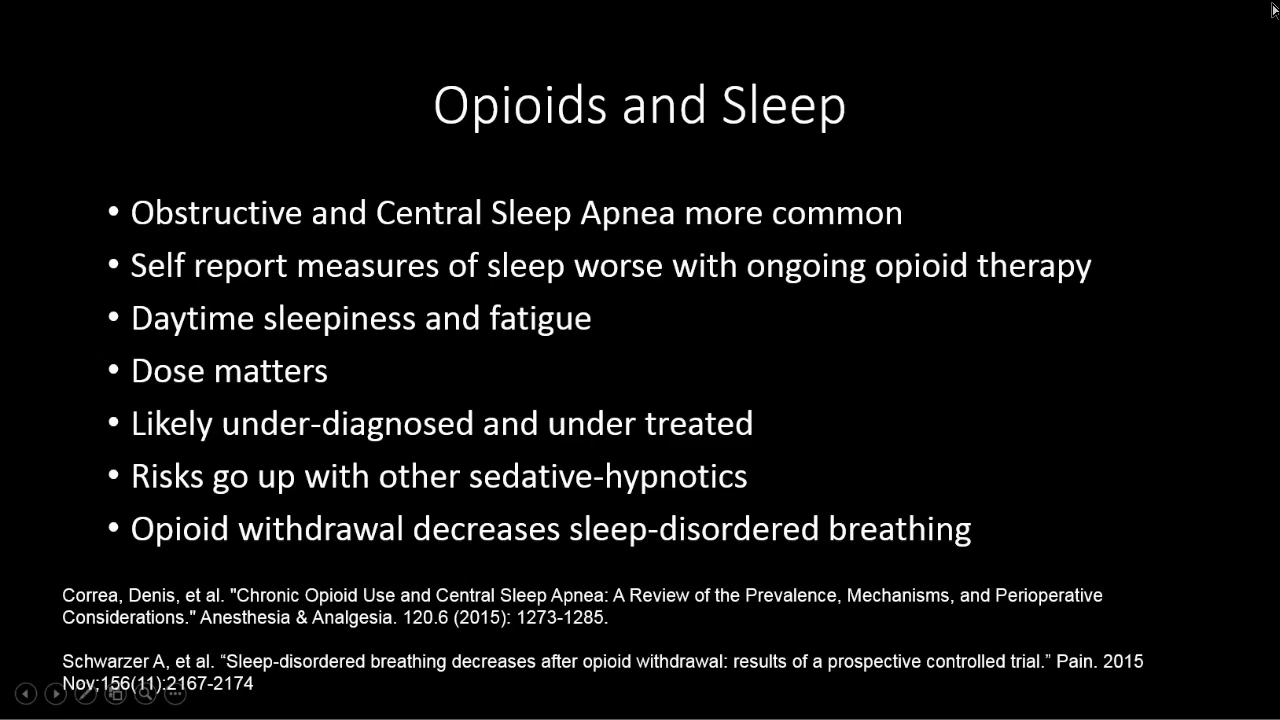 Opioids and Sleep
• Obstructive and Central Sleep Apnea more common
• Self report measures of sleep worse with ongoing opioid therapy
• Daytime sleepiness and fatigue
• Dose matters
• Likely under-diagnosed and under treated
• Risks go up with other sedative-hypnotics
• Opioid withdrawal decreases sleep-disordered breathing
Correa, Denis, et al. "Chronic Opioid Use and Central Sleep Apnea: A Review of the Prevalence, Mechanisms, and Perioperative
Considerations." Anesthesia & Analgesia. 120.6 (2015): 1273-1285.
Schwarzer A, et al. “Sleep-disordered breathing decreases after opioid withdrawal: results of a prospective controlled trial.” Pain. 2015
Nov;156(11):2167-2174